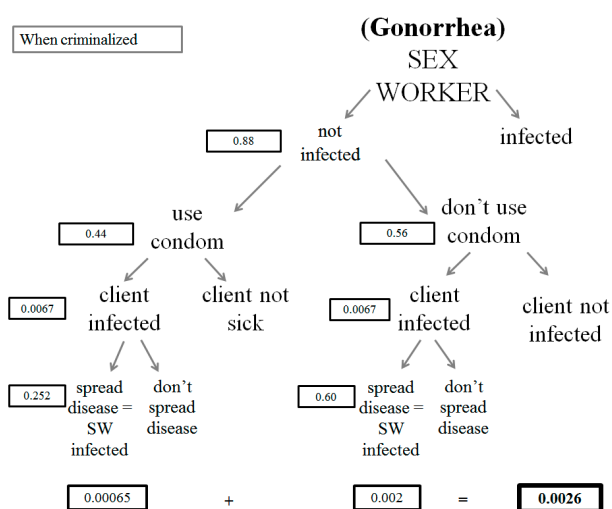 When criminalized
(Gonorrhea)
SEX
WORKER
0.88
not
infected
infected
0.44
use
condom
0.56
don't use
condom
0.0067
client
infected
client not
sick
0.0067
client
infected
client not
infected
0.252
spread
disease =
SW
infected
don't
spread
disease
0.60
spread
disease =
SW
infected
don't
spread
disease
0.00065 + 0.002 = 0.0026